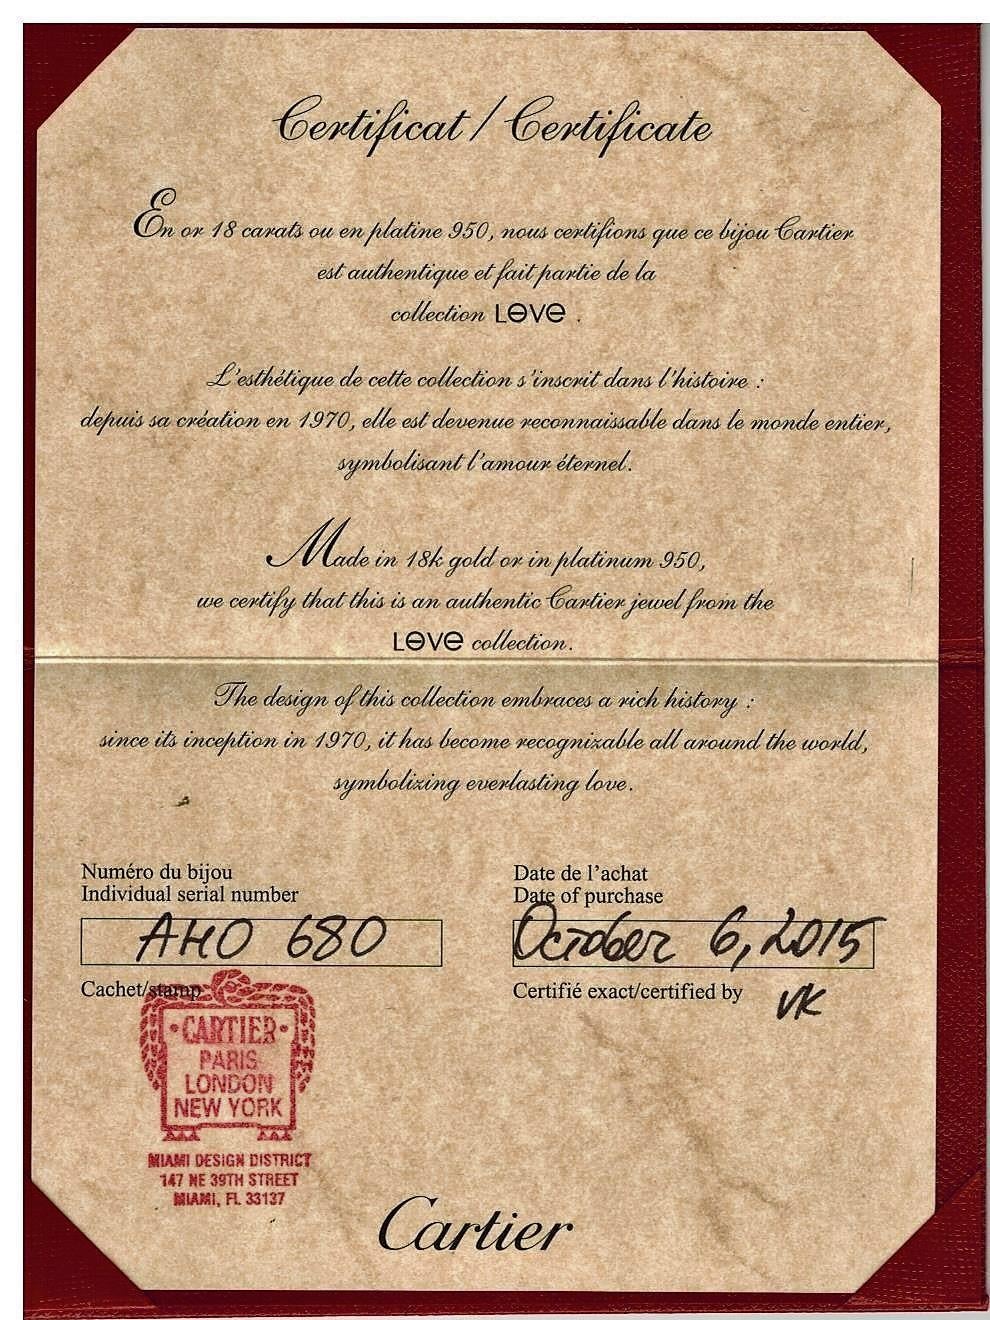 Certificat / Certificate
En or 18 carats ou en platine 950, nous certifions que ce bijou Cartier
est authentique et fait partie de la
collection LOVE .
L'esthétique de cette collection s'inscrit dans l'histoire :
depuis sa création en 1970, elle est devenue reconnaissable dans le monde entier,
symbolisant l'amour éternel.
Made in 18k gold or in platinum 950,
we certify that this is an authentic Cartier jewel from the
LOVE collection.
The design of this collection embraces a rich history :
since its inception in 1970, it has become recognizable all around the world,
symbolizing everlasting love.
Numéro du bijou
Individual serial number
AHO 680
Date de l'achat
Date of purchase
October 6, 2015
Cachet/stamp
Certifié exact/certified by VK
CARTIER
PARIS
LONDON
NEW YORK
MIAMI DESIGN DISTRICT
147 NE 39TH STREET
MIAMI, FL 33137
Cartier